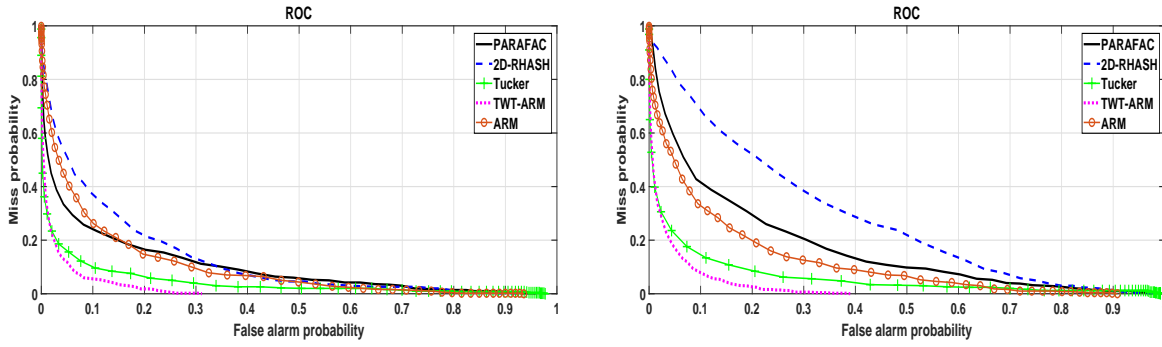 ROC
Miss probability
1
0.8
0.6
0.4
0.2
0
PARAFAC
2D-RHASH
Tucker
TWT-ARM
ARM
0 0.1 0.2 0.3 0.4 0.5 0.6 0.7 0.8 0.9 1
False alarm probability
ROC
Miss probability
1
0.8
0.6
0.4
0.2
0
PARAFAC
2D-RHASH
Tucker
TWT-ARM
ARM
0 0.1 0.2 0.3 0.4 0.5 0.6 0.7 0.8 0.9
False alarm probability